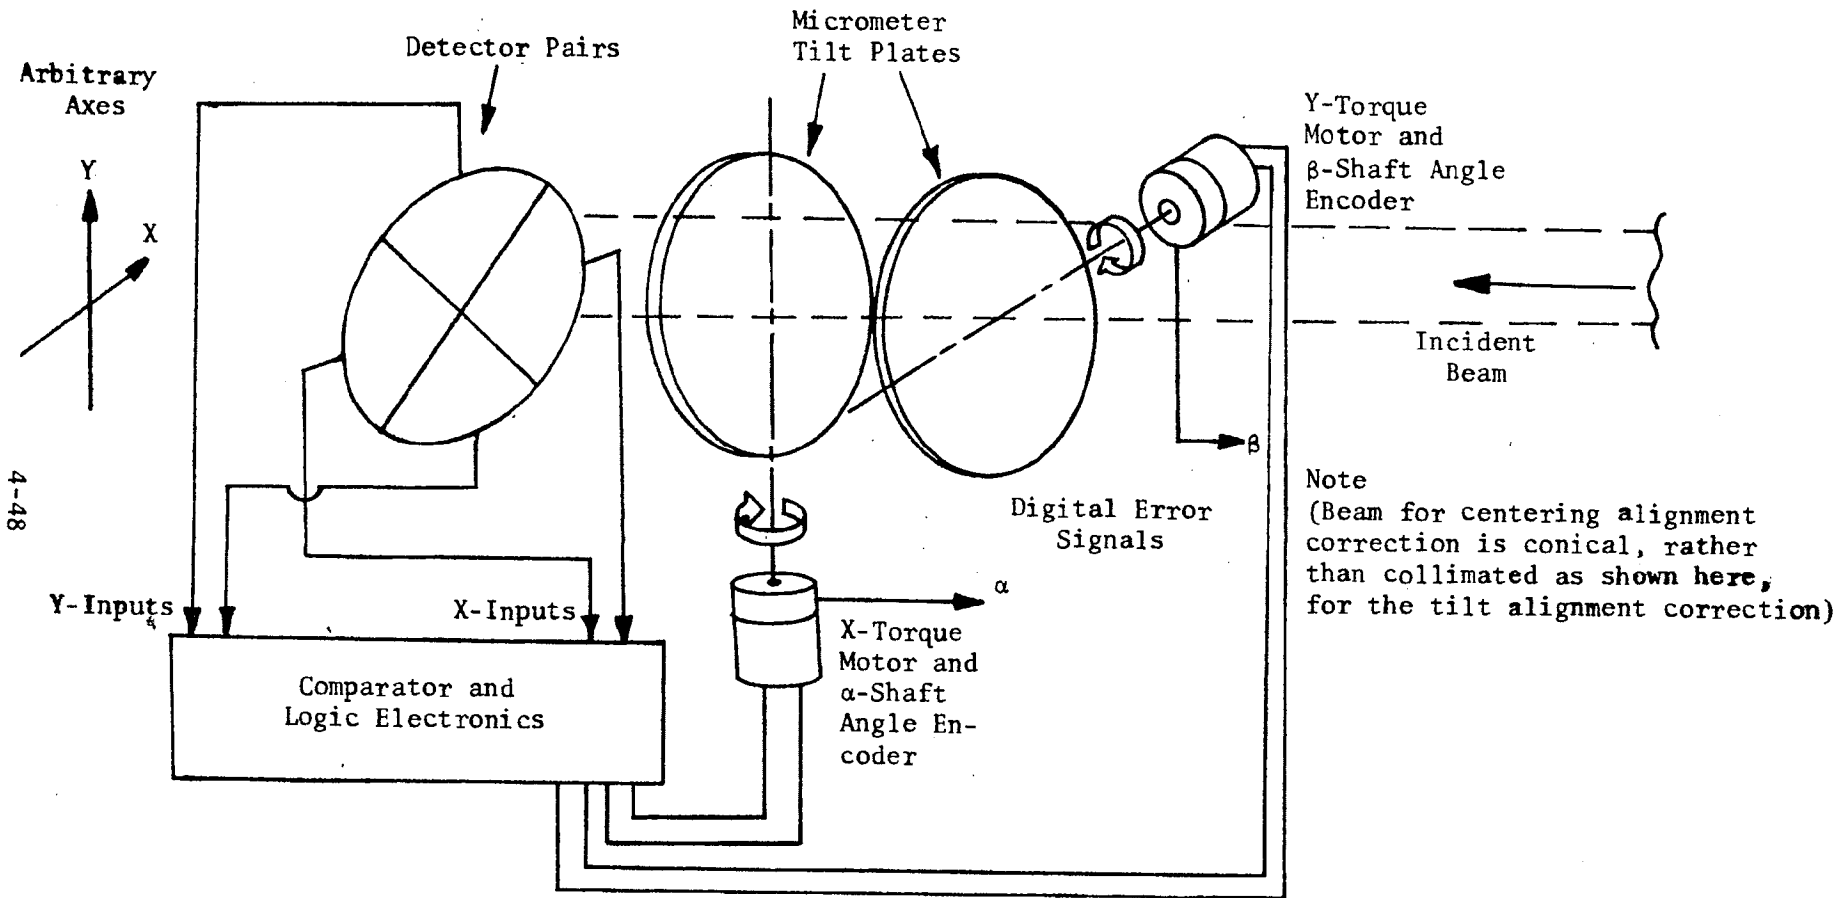 Micrometer
Tilt Plates
Detector Pairs
Arbitrary
Axes
Y
X
Y-Torque
Motor and
β-Shaft Angle
Encoder
Incident
Beam
β
Note
(Beam for centering alignment
correction is conical, rather
than collimated as shown here,
for the tilt alignment correction)
Digital Error
Signals
α
X-Torque
Motor and
α-Shaft
Angle En-
coder
Y-Inputs
X-Inputs
Comparator and
Logic Electronics
4-48